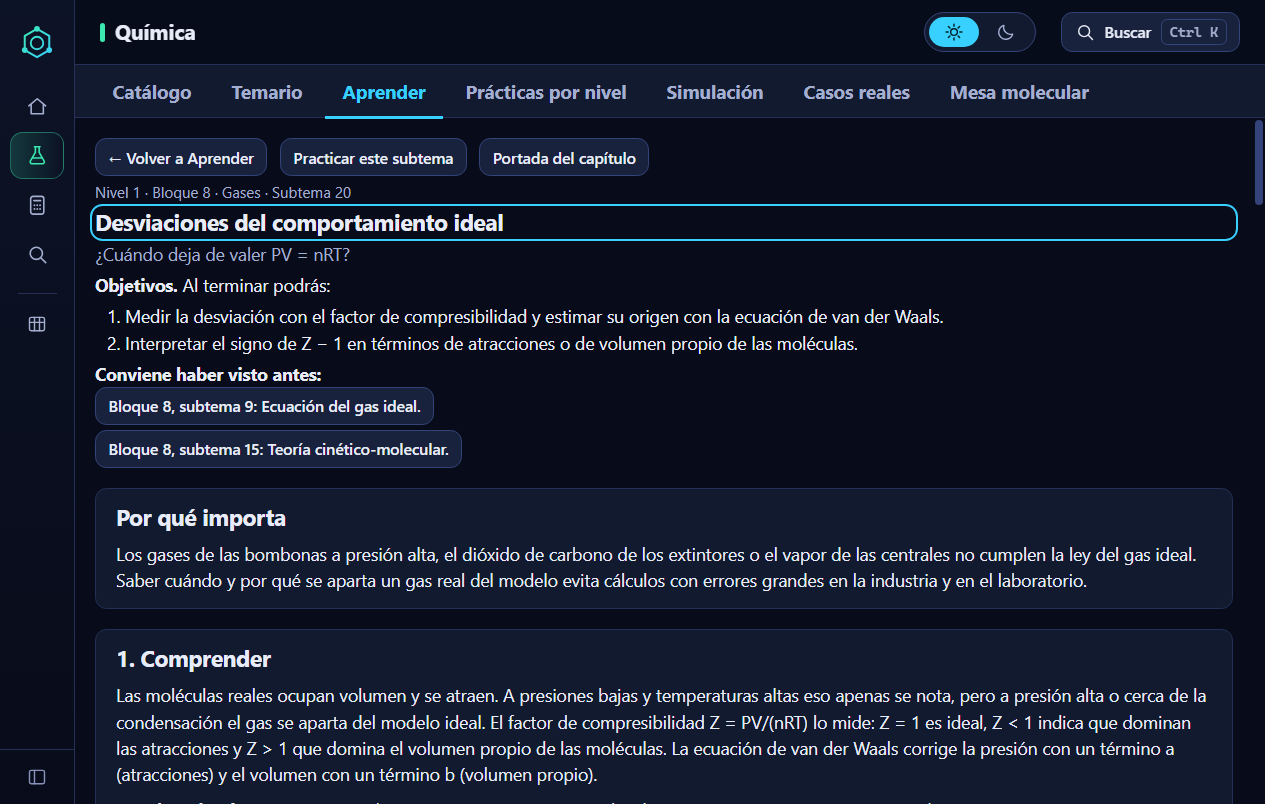 Química
Buscar Ctrl K
Catálogo Temario Aprender Prácticas por nivel Simulación Casos reales Mesa molecular
← Volver a Aprender Practicar este subtema Portada del capítulo
Nivel 1 · Bloque 8 · Gases · Subtema 20
Desviaciones del comportamiento ideal
¿Cuándo deja de valer PV = nRT?
Objetivos. Al terminar podrás:
1. Medir la desviación con el factor de compresibilidad y estimar su origen con la ecuación de van der Waals.
2. Interpretar el signo de Z − 1 en términos de atracciones o de volumen propio de las moléculas.
Conviene haber visto antes:
Bloque 8, subtema 9: Ecuación del gas ideal.
Bloque 8, subtema 15: Teoría cinético-molecular.
Por qué importa
Los gases de las bombonas a presión alta, el dióxido de carbono de los extintores o el vapor de las centrales no cumplen la ley del gas ideal.
Saber cuándo y por qué se aparta un gas real del modelo evita cálculos con errores grandes en la industria y en el laboratorio.
1. Comprender
Las moléculas reales ocupan volumen y se atraen. A presiones bajas y temperaturas altas eso apenas se nota, pero a presión alta o cerca de la
condensación el gas se aparta del modelo ideal. El factor de compresibilidad Z = PV/(nRT) lo mide: Z = 1 es ideal, Z < 1 indica que dominan
las atracciones y Z > 1 que domina el volumen propio de las moléculas. La ecuación de van der Waals corrige la presión con un término a
(atracciones) y el volumen con un término b (volumen propio).